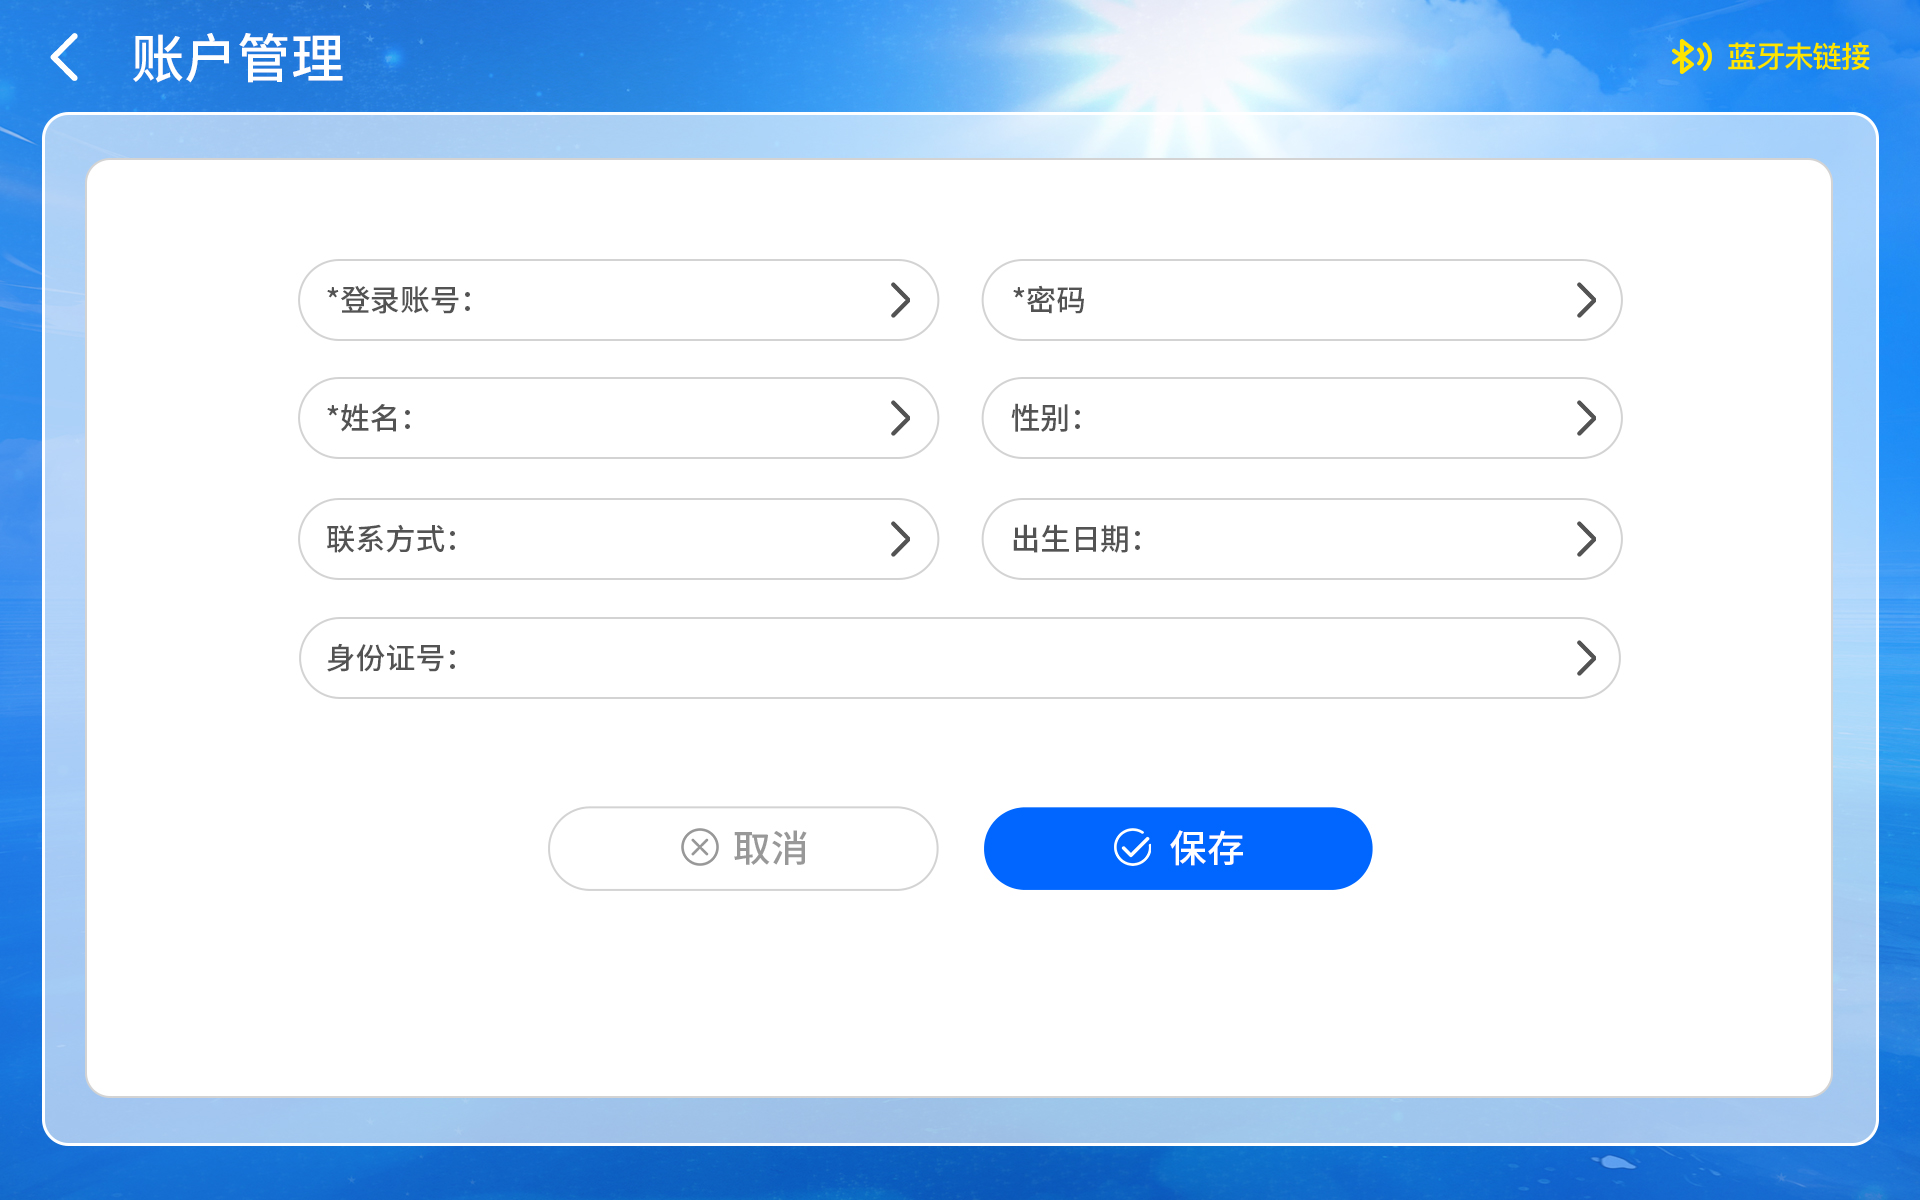 账户管理
蓝牙未链接
*登录账号：
*密码
*姓名：
性别：
联系方式：
出生日期：
身份证号：
取消
保存